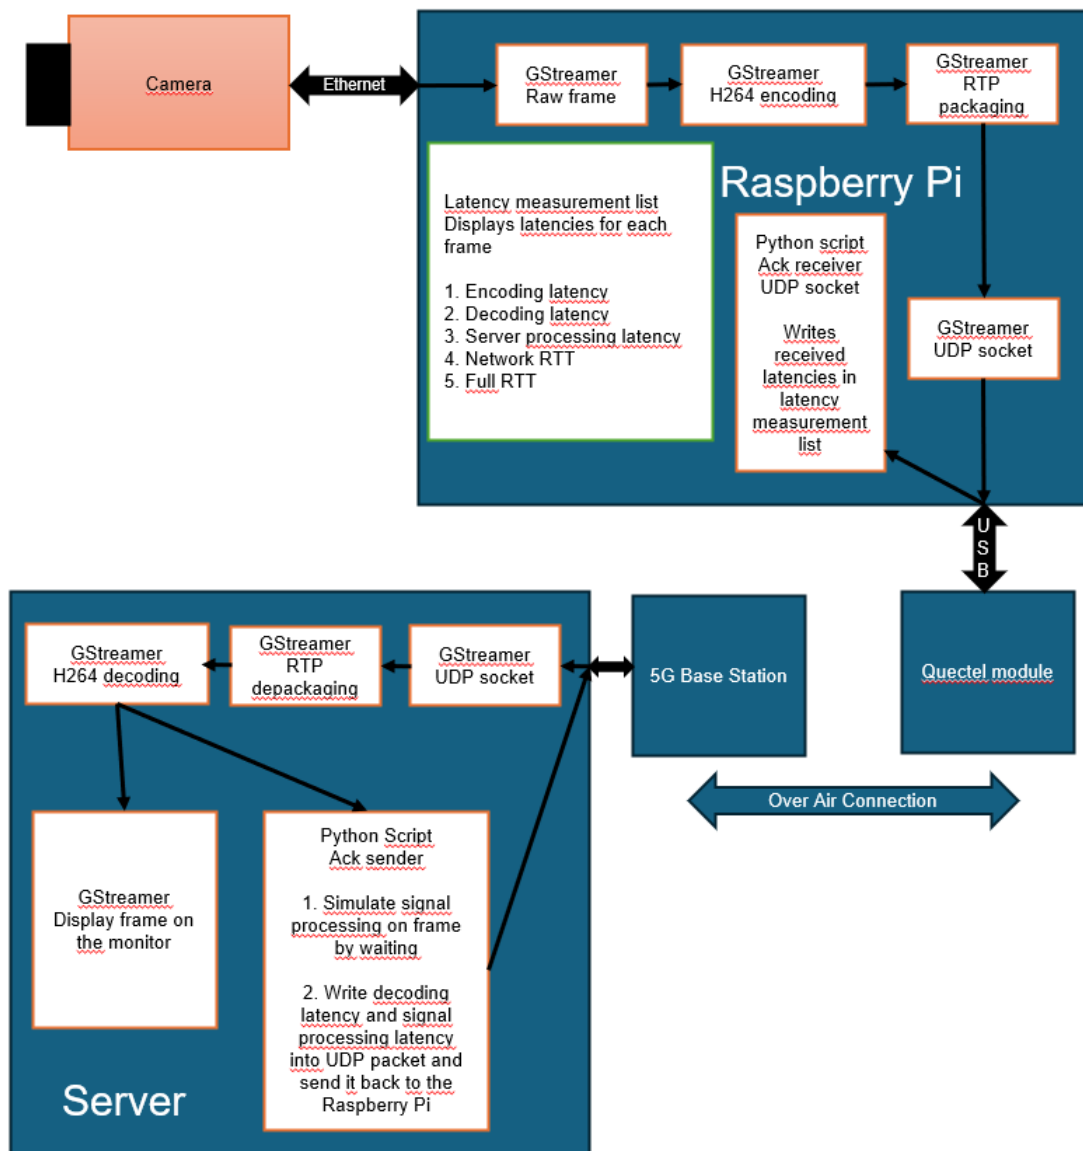 Camera
Ethernet
GStreamer
Raw frame
GStreamer
H264 encoding
GStreamer
RTP
packaging
Raspberry Pi
Latency measurement list
Displays latencies for each
frame
1. Encoding latency
2. Decoding latency
3. Server processing latency
4. Network RTT
5. Full RTT
Python script
Ack receiver
UDP socket
Writes
received
latencies in
latency
measurement
list
GStreamer
UDP socket
U
S
B
GStreamer
H264 decoding
GStreamer
RTP
depackaging
GStreamer
UDP socket
5G Base Station
Quectel module
Over Air Connection
GStreamer
Display frame on
the monitor
Python Script
Ack sender
1. Simulate signal
processing on frame
by waiting
2. Write decoding
latency and signal
processing latency
into UDP packet and
send it back to the
Raspberry Pi
Server